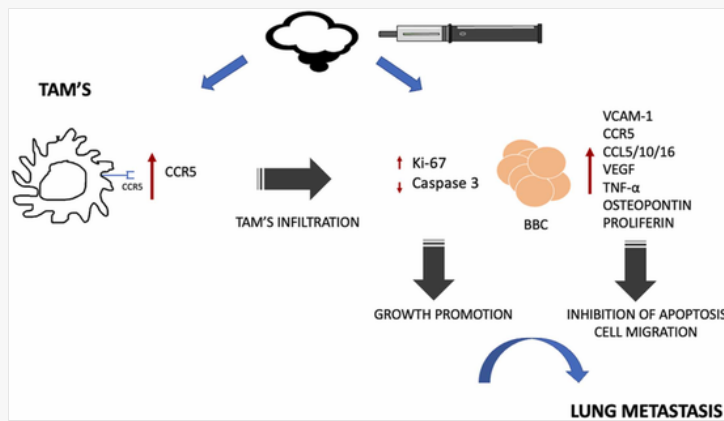 TAM'S
CCR5
CCR5
TAM'S INFILTRATION
Ki-67
Caspase 3
BBC
VCAM-1
CCR5
CCL5/10/16
VEGF
TNF-α
OSTEOPONTIN
PROLIFERIN
GROWTH PROMOTION
INHIBITION OF APOPTOSIS
CELL MIGRATION
LUNG METASTASIS